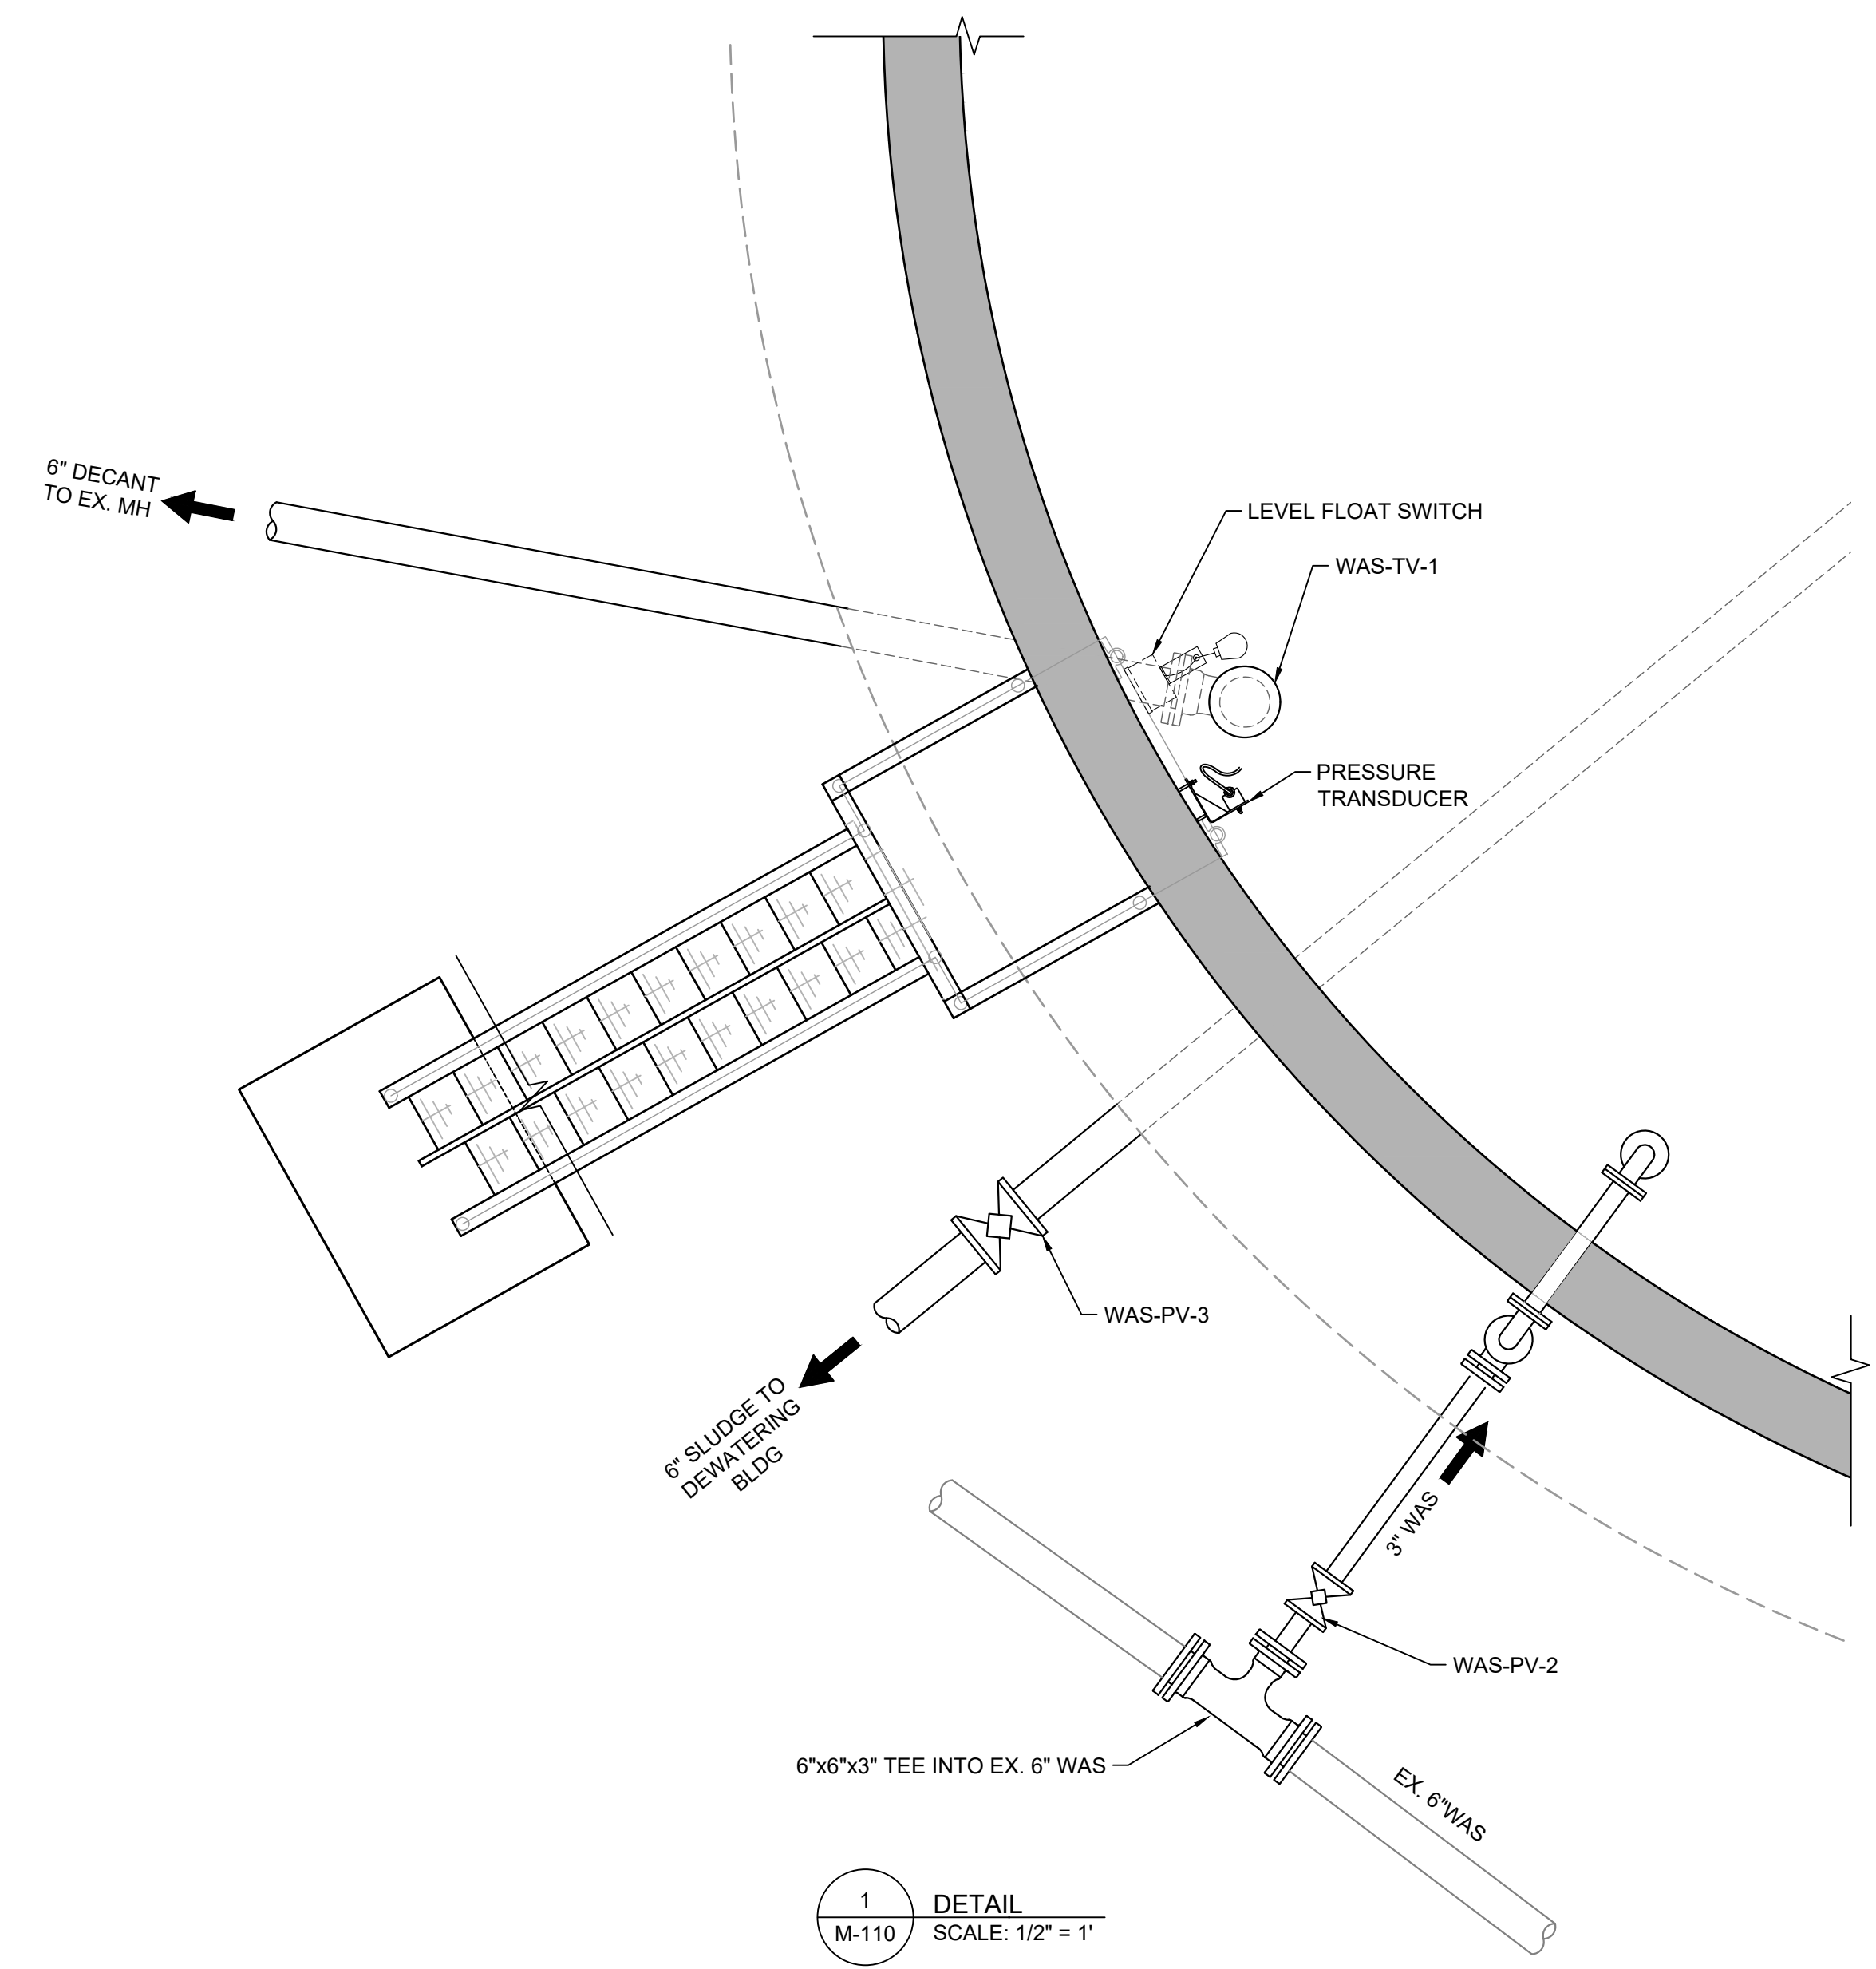 6" DECANT
TO EX. MH
LEVEL FLOAT SWITCH
WAS-TV-1
PRESSURE
TRANSDUCER
WAS-PV-3
6" SLUDGE TO
DEWATERING
BLDG
3" WAS
WAS-PV-2
6"x6"x3" TEE INTO EX. 6" WAS
EX. 6"WAS
1
M-110
DETAIL
SCALE: 1/2" = 1'